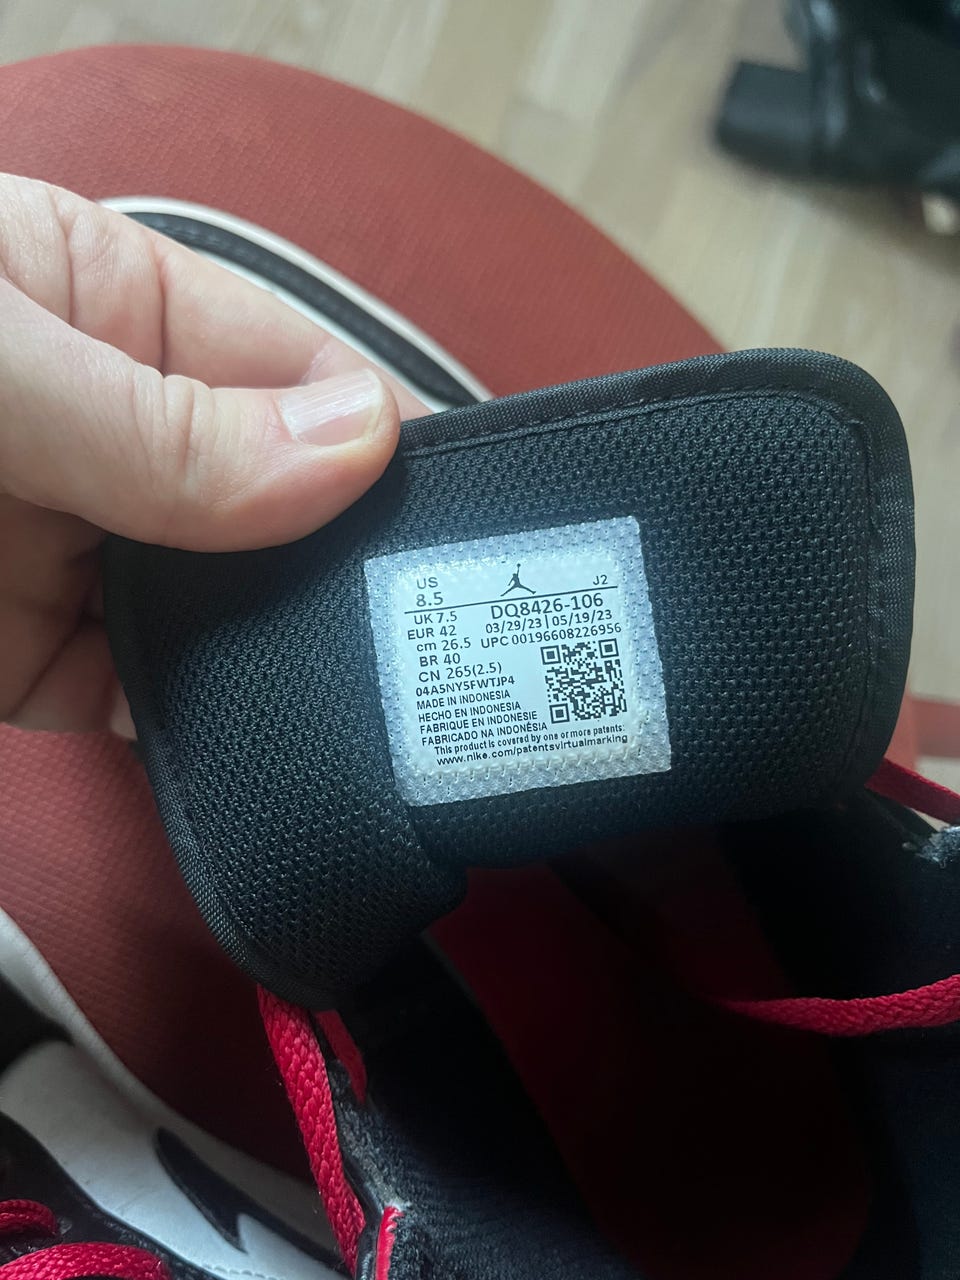 US
8.5
J2
UK 7.5
DQ8426-106
EUR 42
03/29/23 | 05/19/23
cm 26.5
UPC 00196608226956
BR 40
CN 265(2.5)
04A5NY5FWTJP4
MADE IN INDONESIA
HECHO EN INDONESIA
FABRIQUE EN INDONESIE
FABRICADO NA INDONÉSIA
This product is covered by one or more patents:
www.nike.com/patentsvirtualmarking